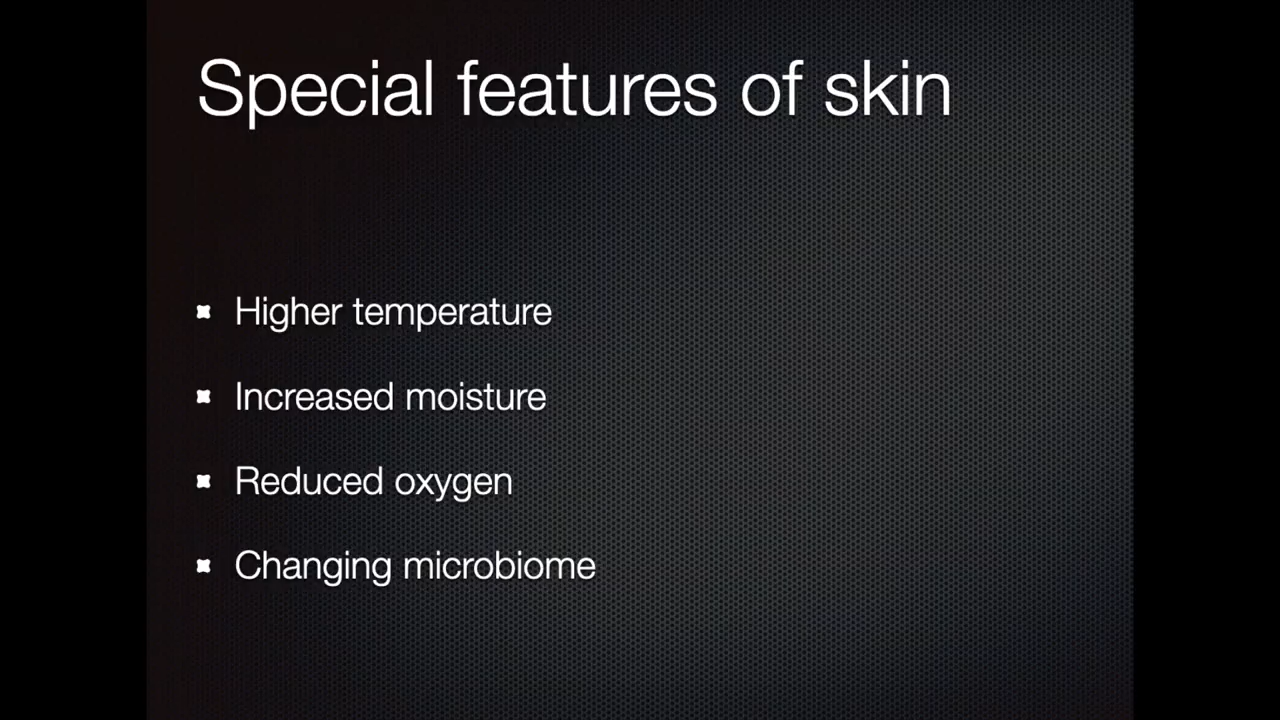 Special features of skin
Higher temperature
Increased moisture
Reduced oxygen
Changing microbiome